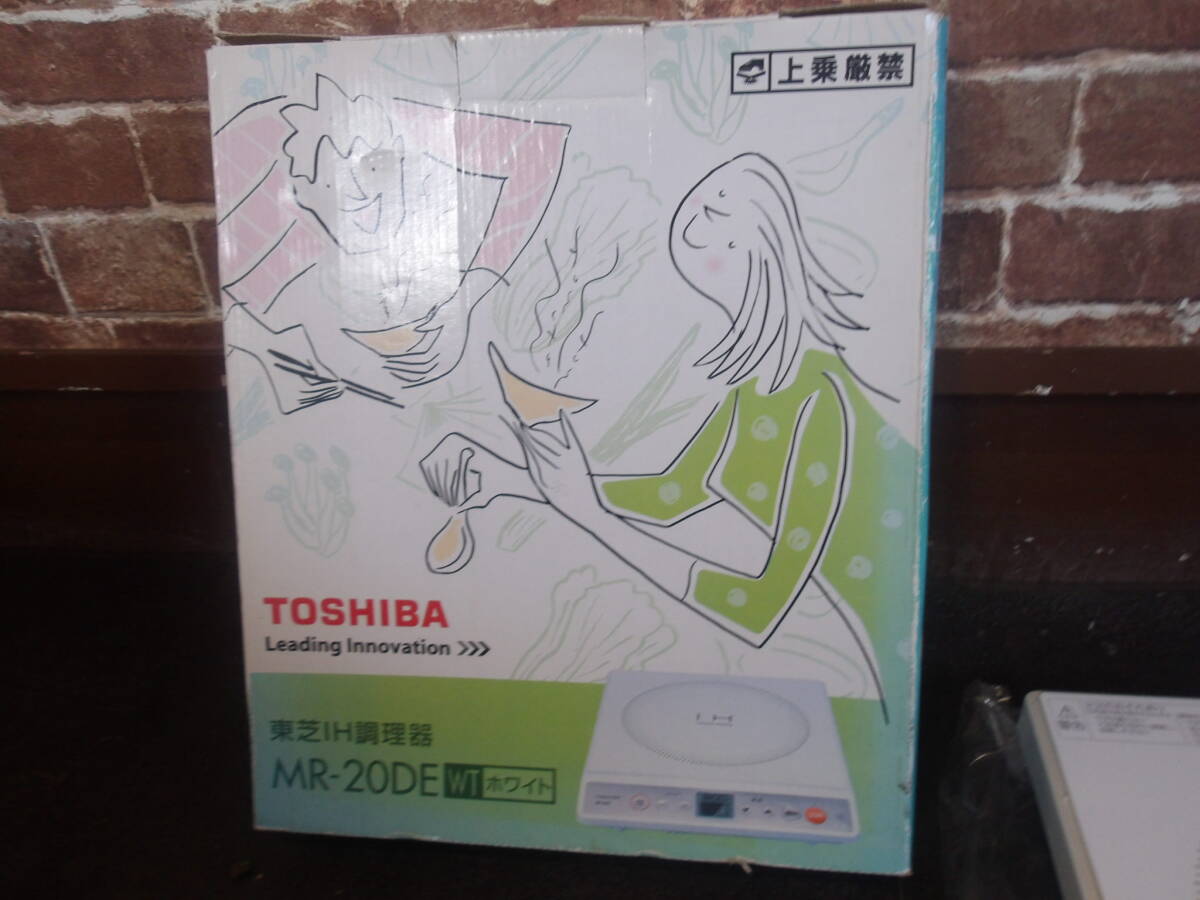 上乗厳禁
TOSHIBA
Leading Innovation >>>
東芝IH調理器
MR-20DE WT ホワイト
IH